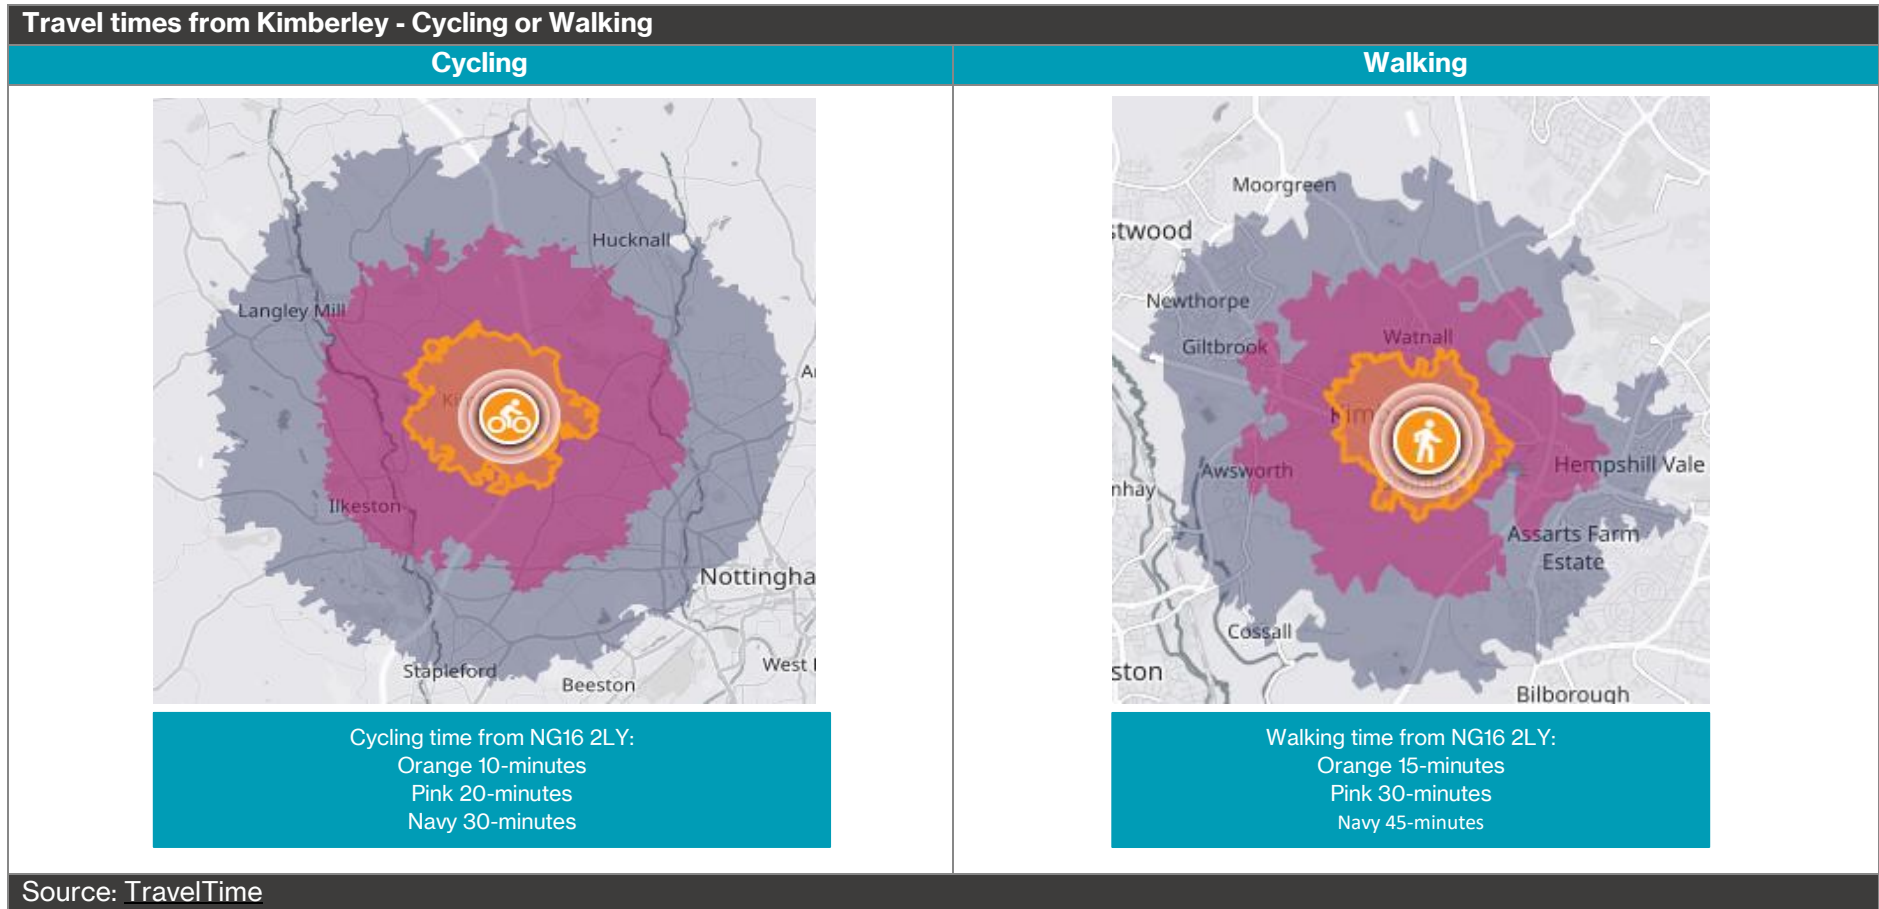 Travel times from Kimberley - Cycling or Walking
Cycling
Walking
Hucknall
Langley Mill
Ilkeston
Nottingha
Stapleford
West
Beeston
Moorgreen
stwood
Newthorpe
Watnall
Giltbrook
Awsworth
Hempshill Vale
nhay
Assarts Farm
Estate
Cossall
ston
Bilborough
Cycling time from NG16 2LY:
Orange 10-minutes
Pink 20-minutes
Navy 30-minutes
Walking time from NG16 2LY:
Orange 15-minutes
Pink 30-minutes
Navy 45-minutes
Source: TravelTime